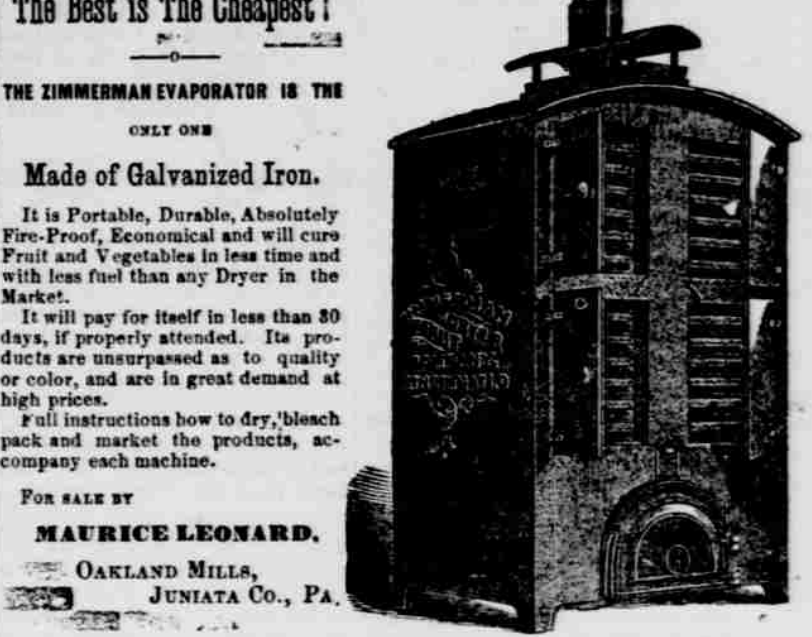 The Best is The Cheapest!
THE ZIMMERMAN EVAPORATOR IS THE
ONLY ONE
Made of Galvanized Iron.
It is Portable, Durable, Absolutely
Fire-Proof, Economical and will cure
Fruit and Vegetables in less time and
with less fuel than any Dryer in the
Market.
It will pay for itself in less than 30
days, if properly attended. Its pro-
ducts are unsurpassed as to quality
or color, and are in great demand at
high prices.
Full instructions how to dry, bleach
pack and market the products, ac-
company each machine.
FOR SALE BY
MAURICE LEONARD,
OAKLAND MILLS,
JUNIATA CO., PA.
ZIMMERMAN